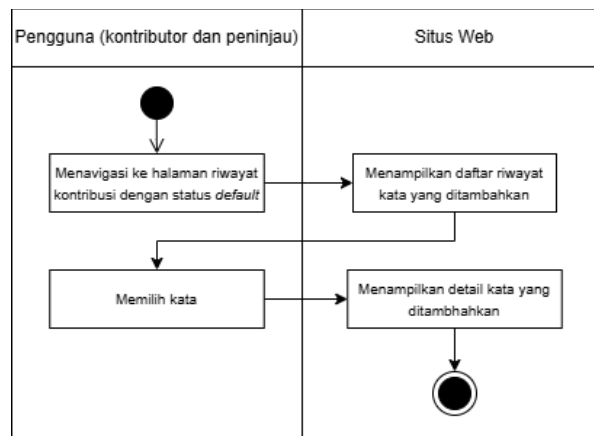 Pengguna (kontributor dan peninjau)
Situs Web
Menavigasi ke halaman riwayat
kontribusi dengan status default
Menampilkan daftar riwayat
kata yang ditambahkan
Memilih kata
Menampilkan detail kata yang
ditambhahkan